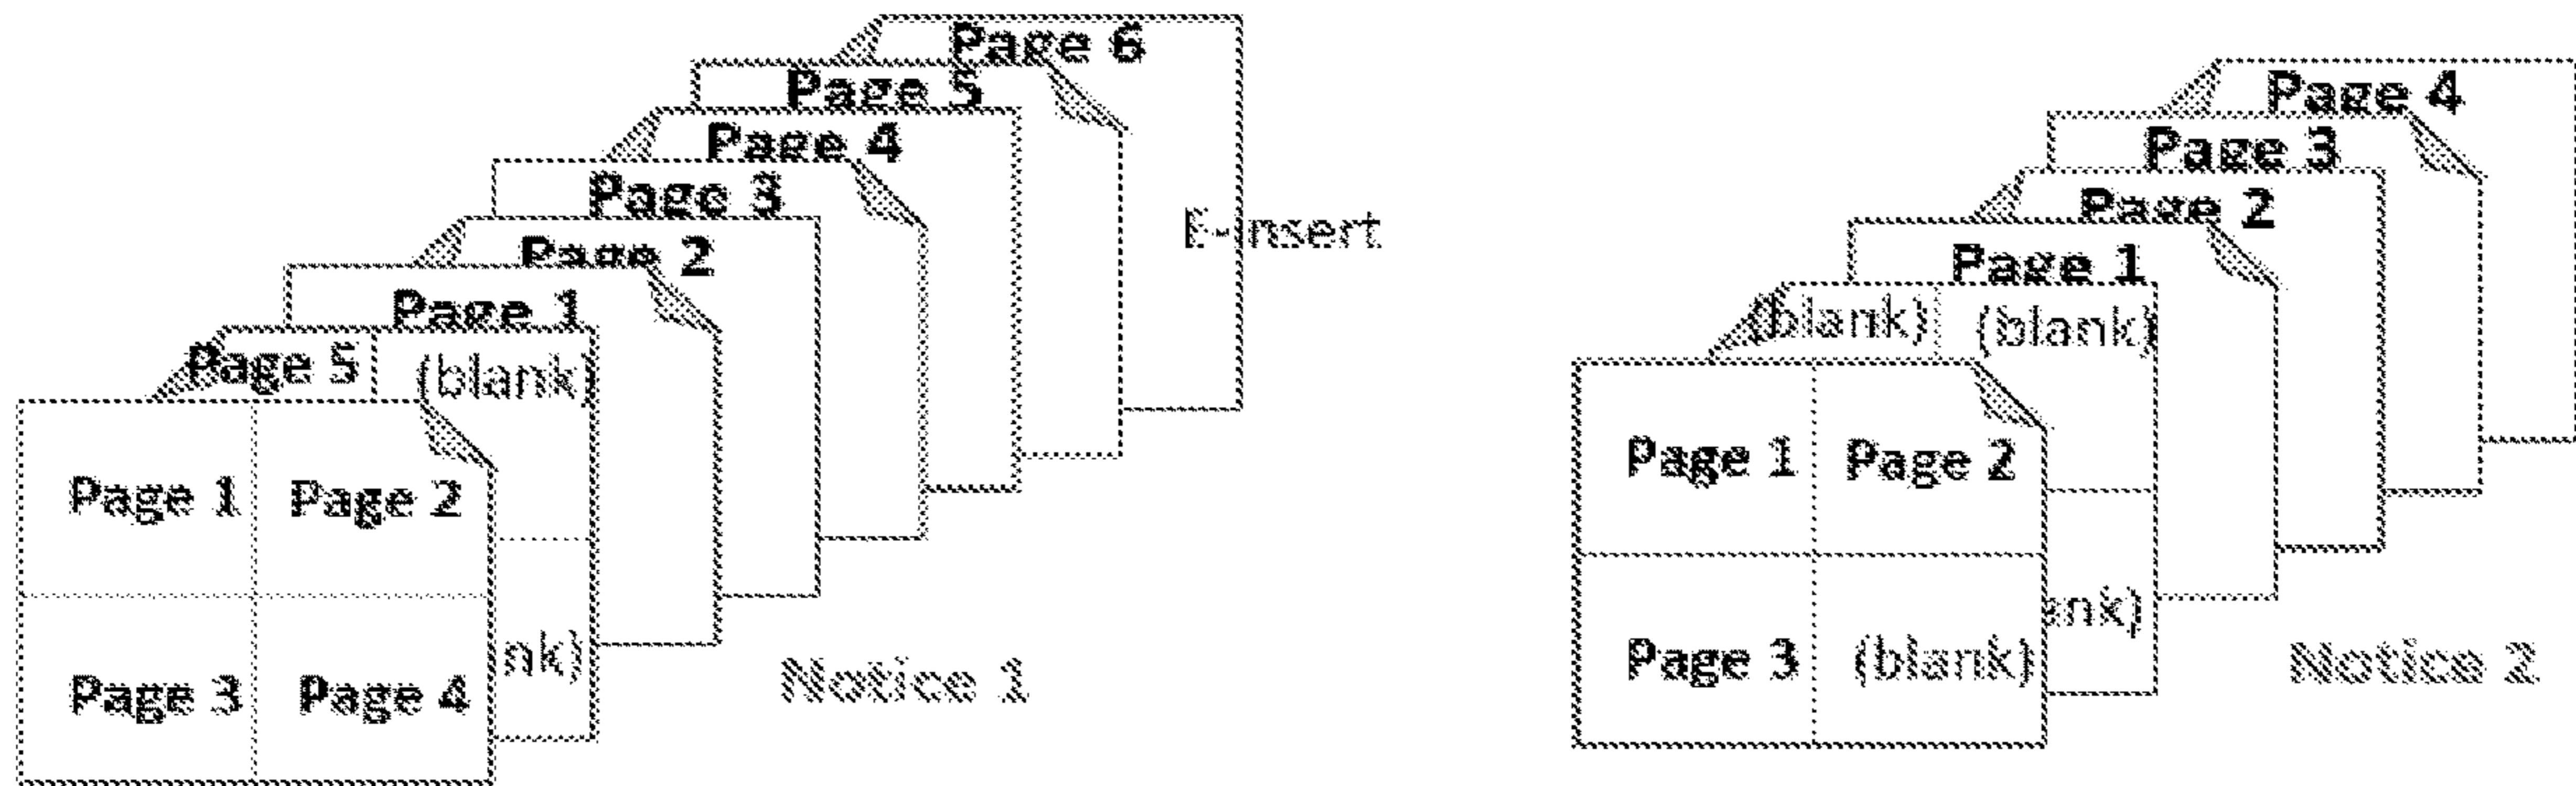 Page 6
Page 5
Page 4
Page 3
Page 2
Page 1
Page 5 (blank)
Page 1 Page 2
Page 3 Page 4
nk)
E-insert
Notice 1
Page 4
Page 3
Page 2
Page 1
(blank) (blank)
Page 1 Page 2
Page 3 (blank)
ank)
Notice 2